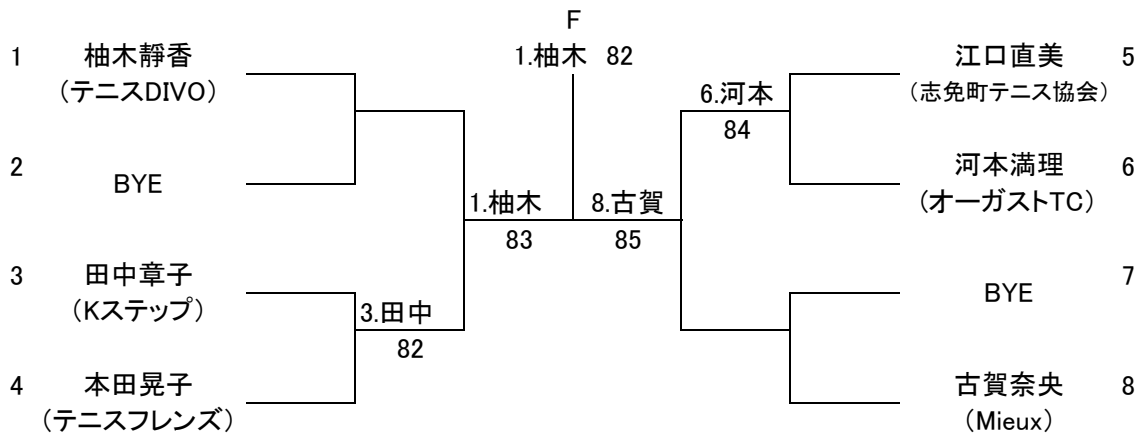 F
1.柚木 82
1 柚木靜香
（テニスDIVO）
2 BYE
3 田中章子
（Kステップ）
4 本田晃子
（テニスフレンズ）
3.田中
82
1.柚木
83
8.古賀
85
6.河本
84
江口直美 5
（志免町テニス協会）
河本満理 6
（オーガストTC）
BYE 7
古賀奈央 8
（Mieux）